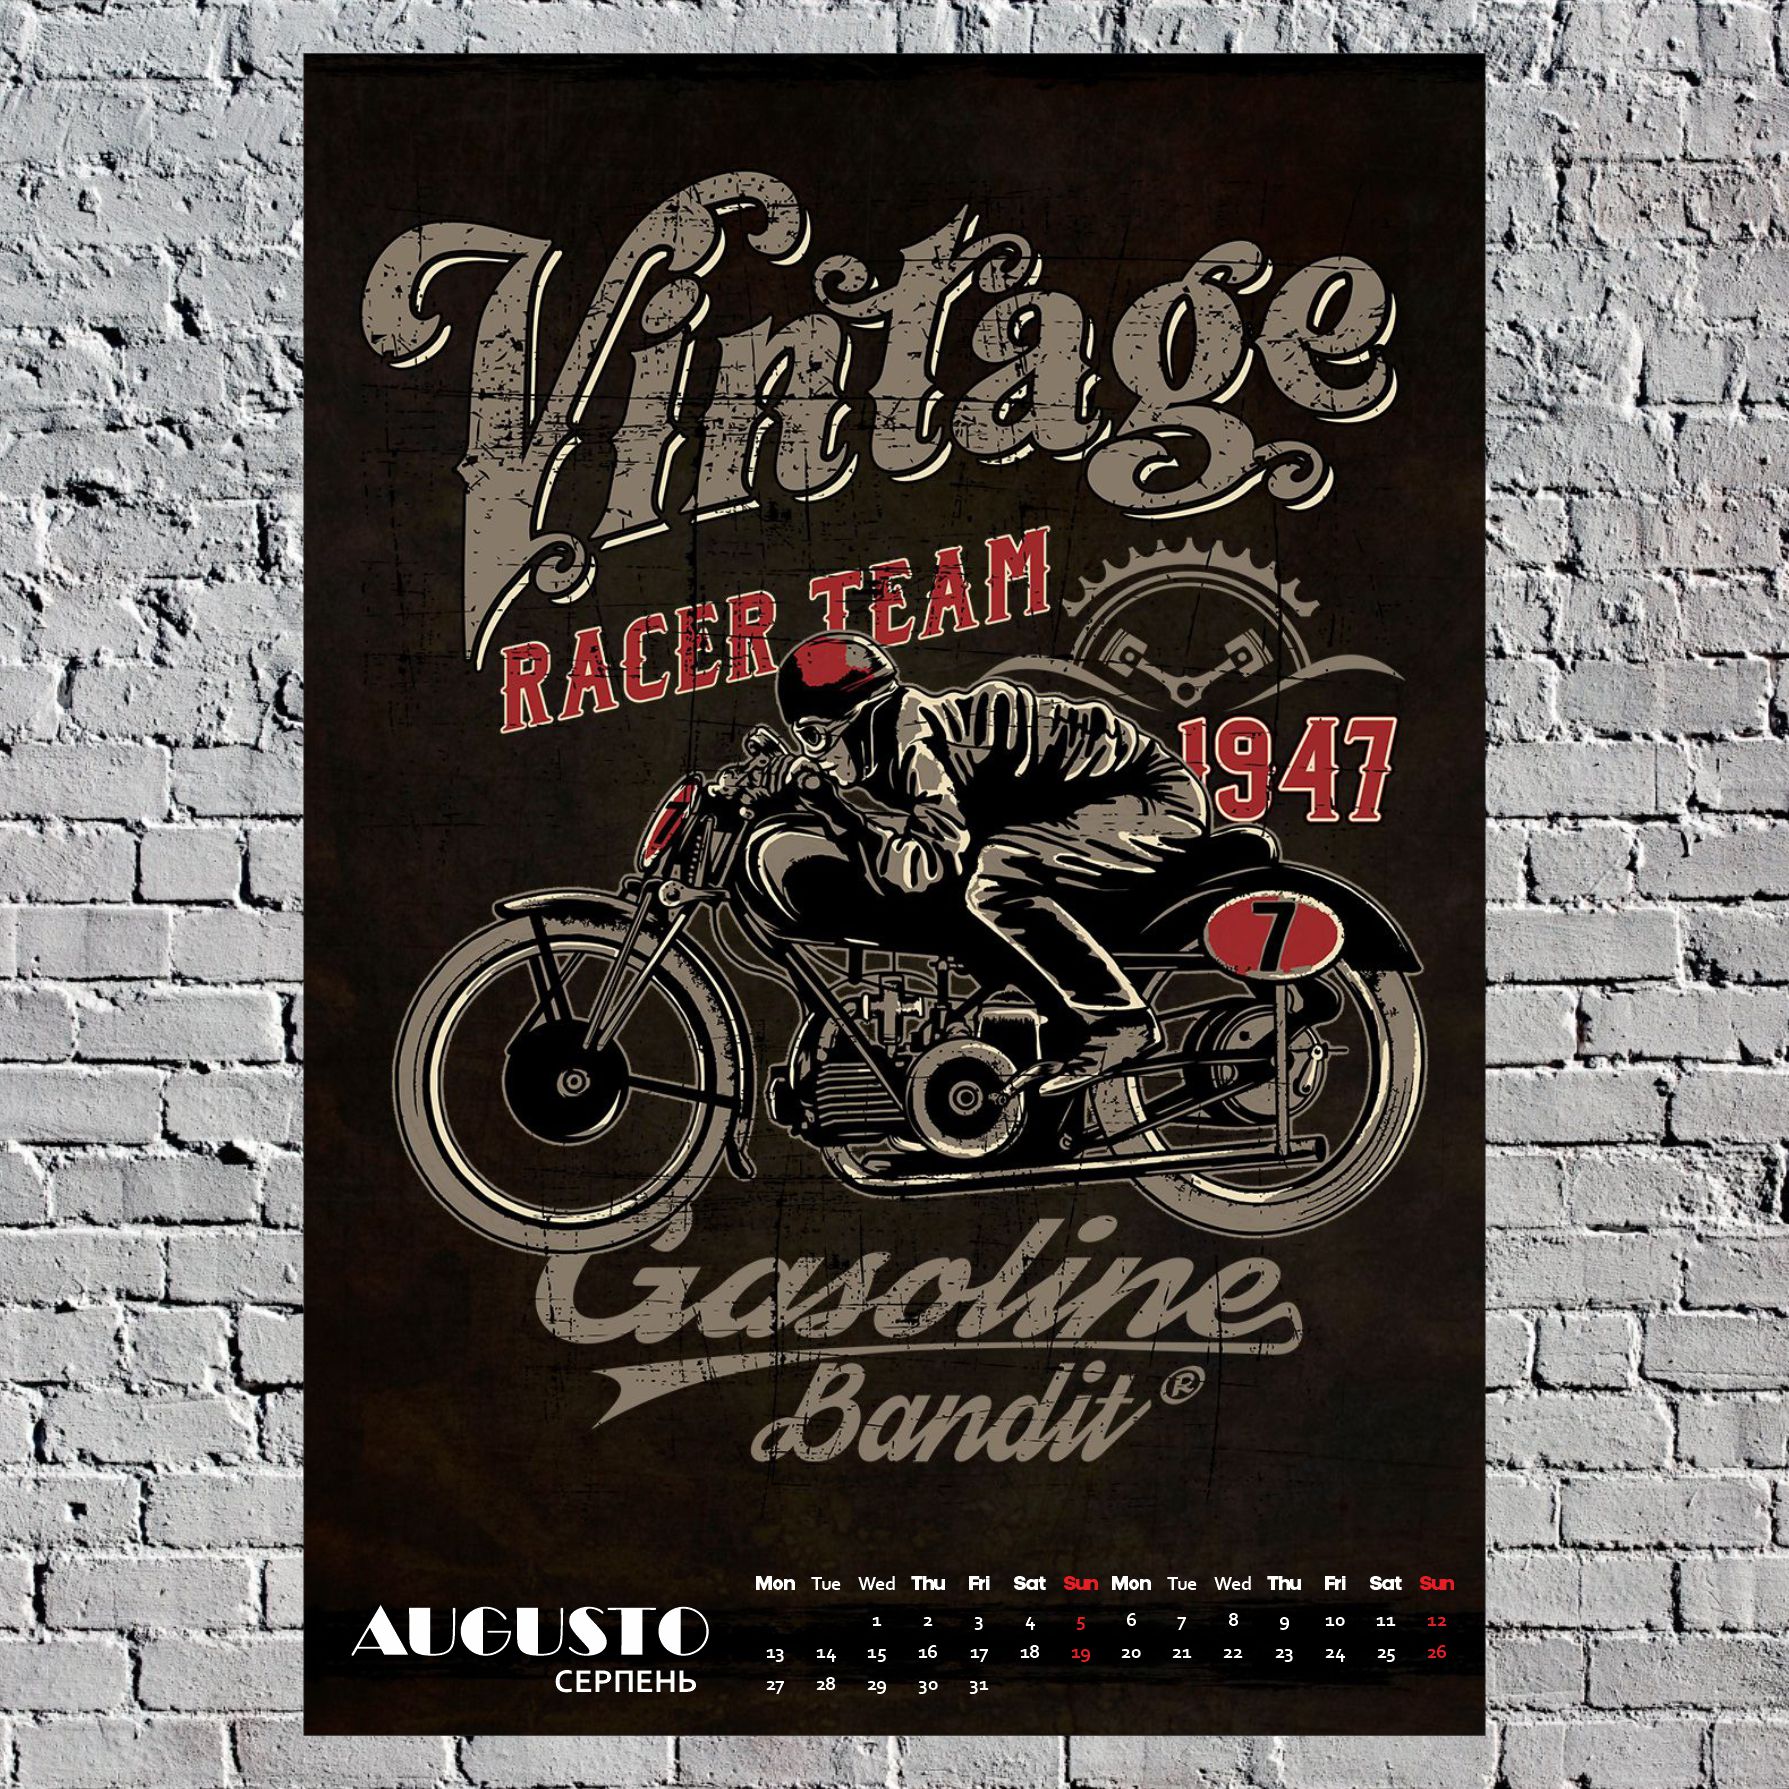 Vintage
RACER TEAM
1947
7
7
Gasoline
Bandit®
Mon Tue Wed Thu Fri Sat Sun Mon Tue Wed Thu Fri Sat Sun
1 2 3 4 5 6 7 8 9 10 11 12
13 14 15 16 17 18 19 20 21 22 23 24 25 26
27 28 29 30 31
AUGUSTO
СЕРПЕНЬ